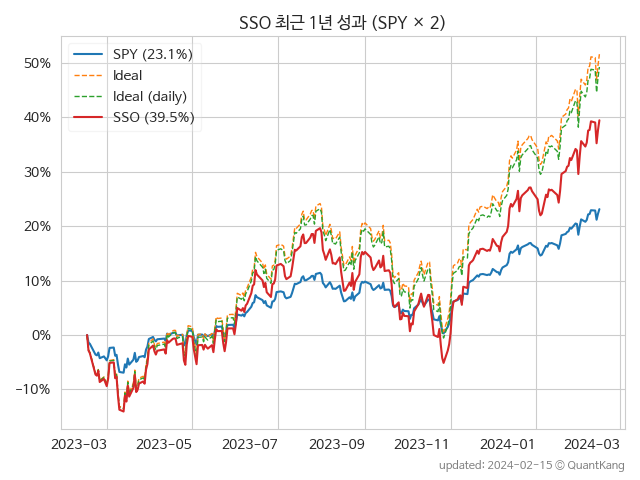 SSO 최근 1년 성과 (SPY × 2)
SPY (23.1%)
Ideal
Ideal (daily)
SSO (39.5%)
50%
40%
30%
20%
10%
0%
−10%
2023−03
2023−05
2023−07
2023−09
2023−11
2024−01
2024−03
updated: 2024−02−15 © QuantKang